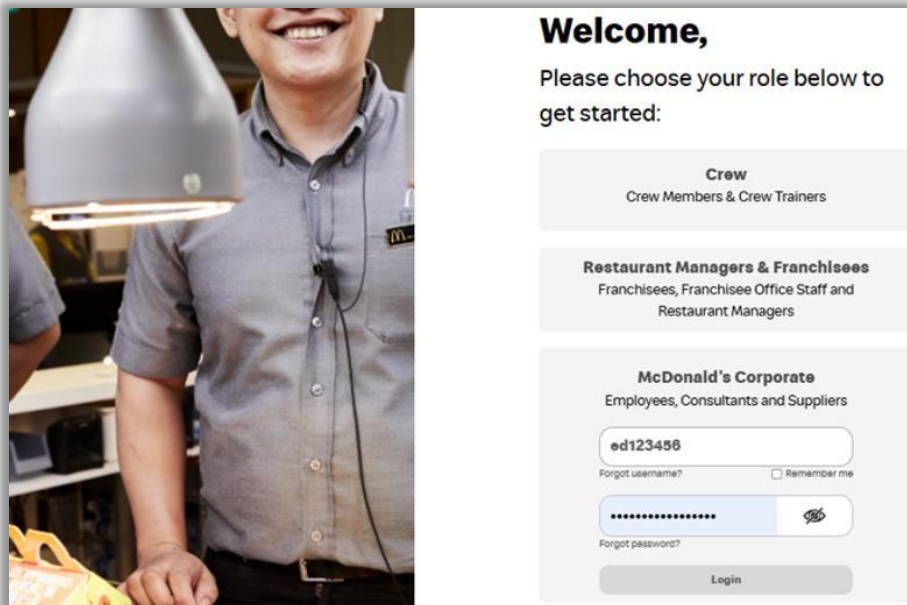 Welcome,
Please choose your role below to
get started:
Crew
Crew Members & Crew Trainers
Restaurant Managers & Franchisees
Franchisees, Franchisee Office Staff and
Restaurant Managers
McDonald's Corporate
Employees, Consultants and Suppliers
ed123456
Forgot username?
Remember me
•••••••••••••••••
Forgot password?
Login